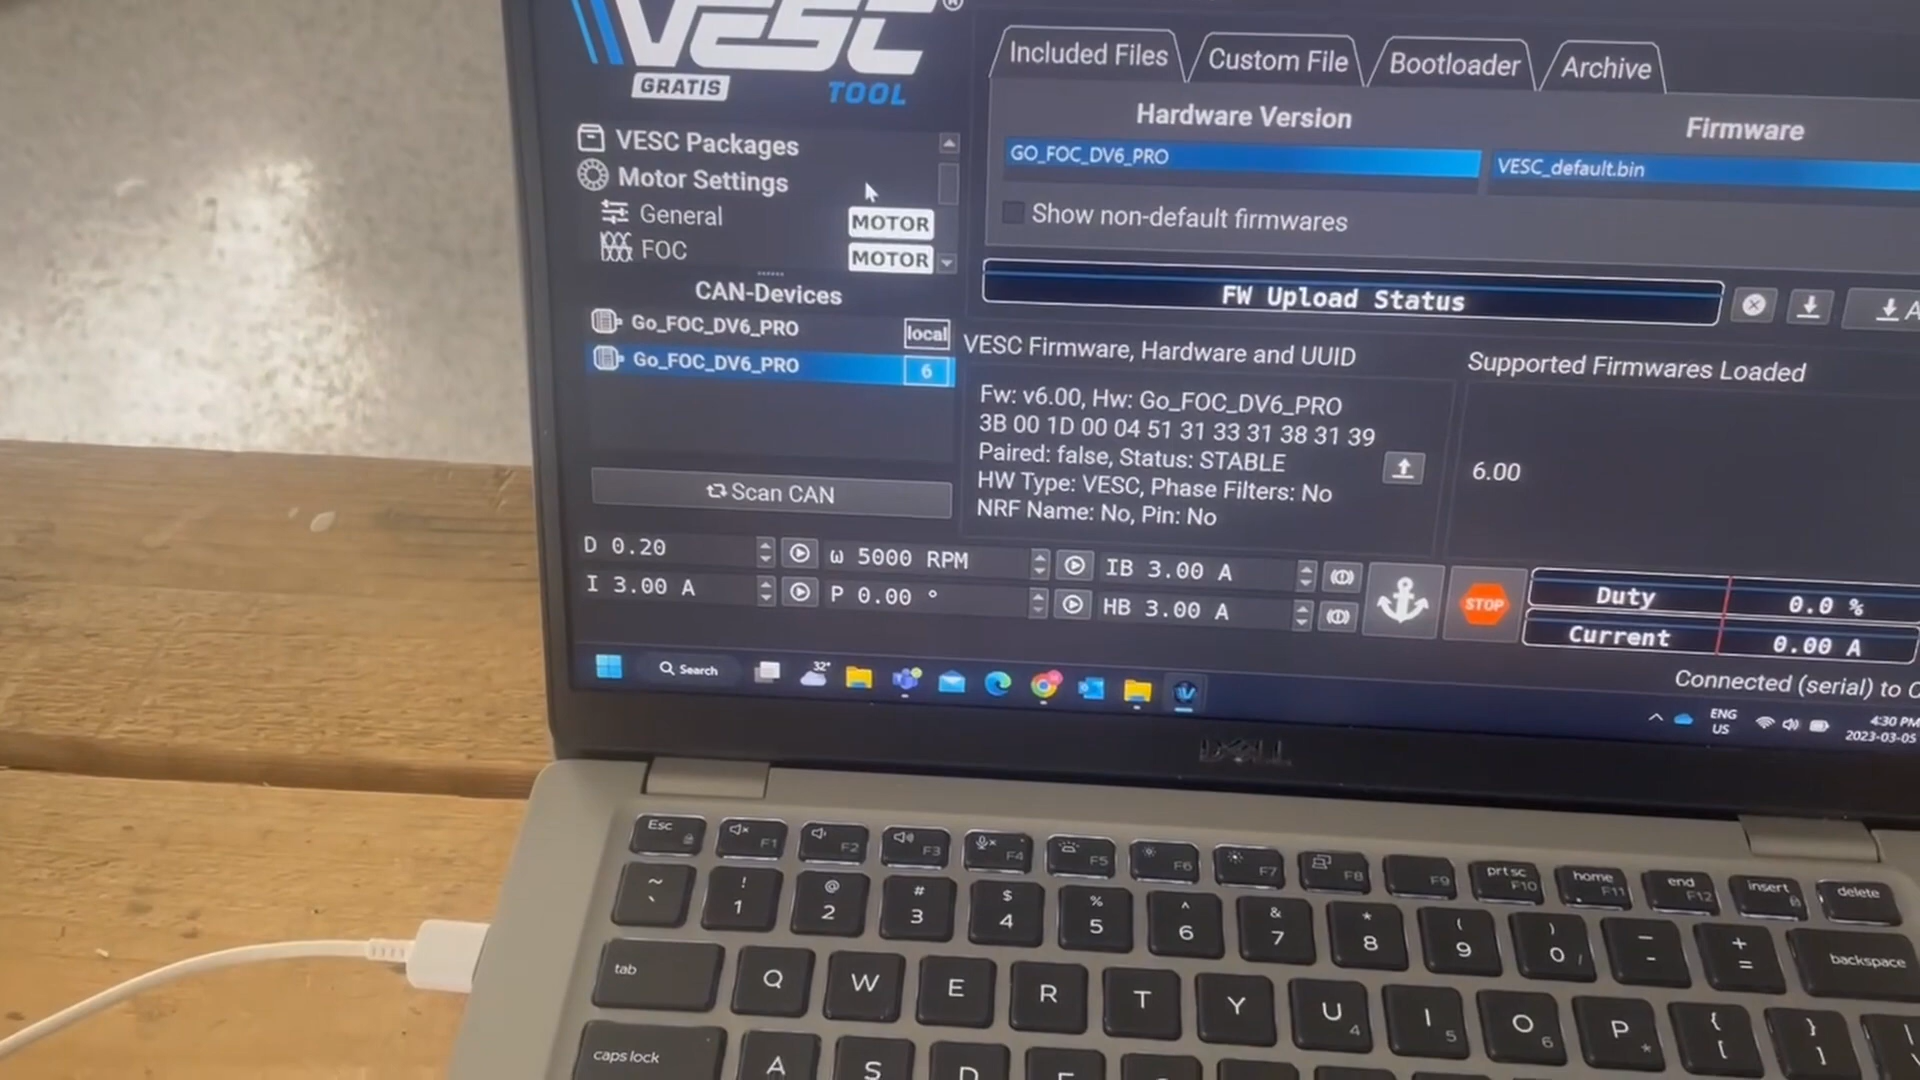 VESC ®
GRATIS TOOL
VESC Packages
Motor Settings
General MOTOR
FOC MOTOR
CAN-Devices
Go_FOC_DV6_PRO local
Go_FOC_DV6_PRO 6
Scan CAN
Included Files Custom File Bootloader Archive
Hardware Version Firmware
GO_FOC_DV6_PRO VESC_default.bin
Show non-default firmwares
FW Upload Status
VESC Firmware, Hardware and UUID
Supported Firmwares Loaded
Fw: v6.00, Hw: Go_FOC_DV6_PRO
3B 00 1D 00 04 51 31 33 31 38 31 39
Paired: false, Status: STABLE
HW Type: VESC, Phase Filters: No
NRF Name: No, Pin: No
6.00
D 0.20 ω 5000 RPM IB 3.00 A
I 3.00 A P 0.00 ° HB 3.00 A
STOP
Duty 0.0 %
Current 0.00 A
Connected (serial) to
32°
Search
ENG
US
4:30 PM
2023-03-05
DELL
Esc F1 F2 F3 F4 F5 F6 F7 F8 F9 prt sc F10 home F11 end F12 insert delete
~ ` ! 1 @ 2 # 3 $ 4 % 5 ^ 6 & 7 * 8 ( 9 ) 0 / _ - + = backspace
tab Q W E R T Y U 4 I 5 O 6 P * { [ } ]
caps lock A S D